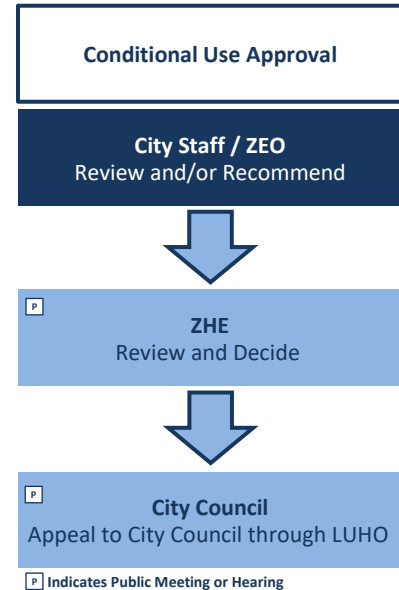 Conditional Use Approval
City Staff / ZEO
Review and/or Recommend
P
ZHE
Review and Decide
P
City Council
Appeal to City Council through LUHO
P Indicates Public Meeting or Hearing